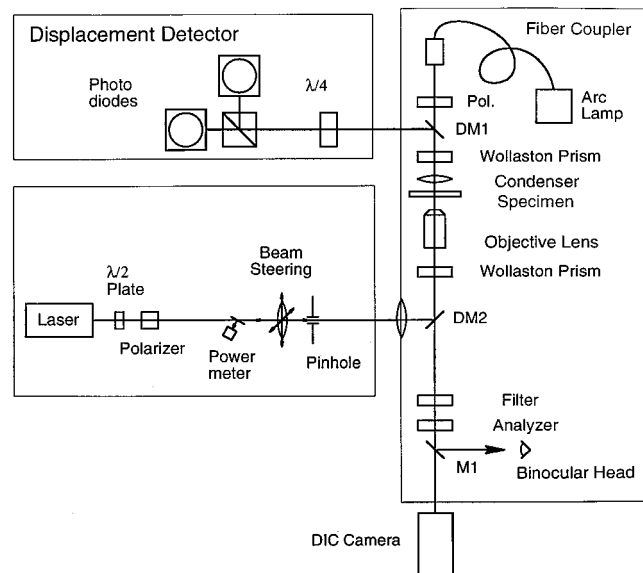 Displacement Detector
Photo
diodes
λ/4
Fiber Coupler
Pol.
Arc
Lamp
DM1
Wollaston Prism
Condenser
Specimen
Objective Lens
Wollaston Prism
DM2
Filter
Analyzer
M1
Binocular Head
DIC Camera
λ/2
Plate
Laser
Polarizer
Beam
Steering
Power
meter
Pinhole